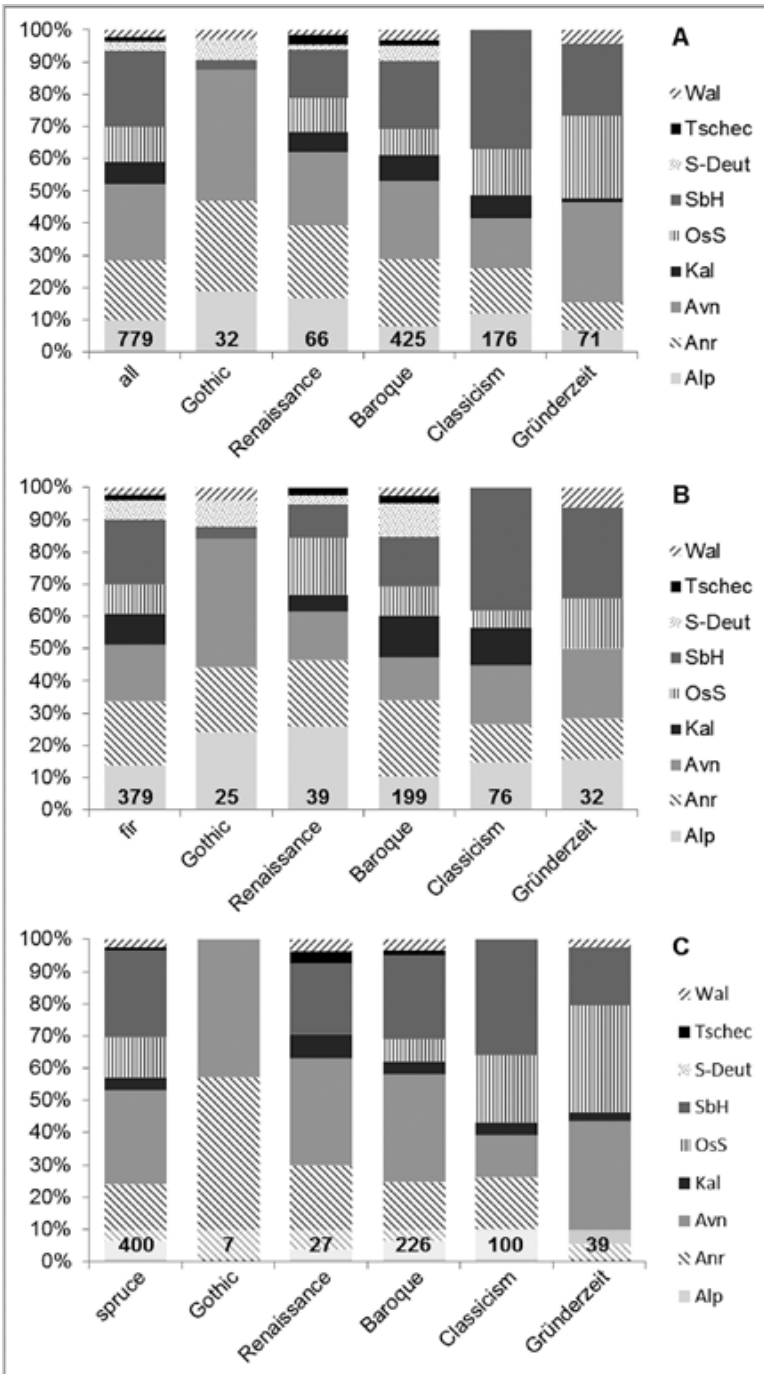 A
100%
90%
80%
70%
60%
50%
40%
30%
20%
10%
0%
779 32 66 425 176 71
all Gothic Renaissance Baroque Classicism Gründerzeit
Wal
Tschec
S-Deut
SbH
OsS
Kal
Avn
Anr
Alp
B
100%
90%
80%
70%
60%
50%
40%
30%
20%
10%
0%
379 25 39 199 76 32
fir Gothic Renaissance Baroque Classicism Gründerzeit
Wal
Tschec
S-Deut
SbH
OsS
Kal
Avn
Anr
Alp
C
100%
90%
80%
70%
60%
50%
40%
30%
20%
10%
0%
400 7 27 226 100 39
spruce Gothic Renaissance Baroque Classicism Gründerzeit
Wal
Tschec
S-Deut
SbH
OsS
Kal
Avn
Anr
Alp